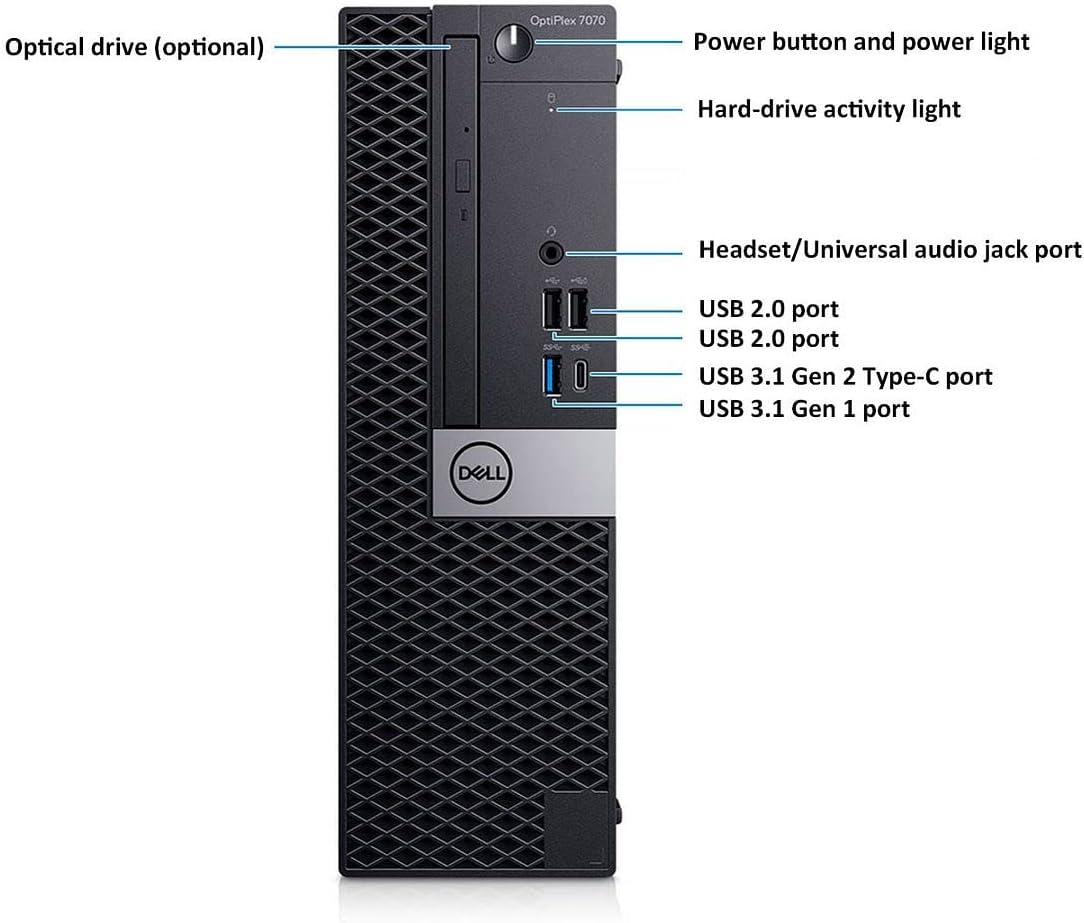 OptiPlex 7070
Optical drive (optional)
Power button and power light
Hard-drive activity light
Headset/Universal audio jack port
USB 2.0 port
USB 2.0 port
USB 3.1 Gen 2 Type-C port
USB 3.1 Gen 1 port
DELL